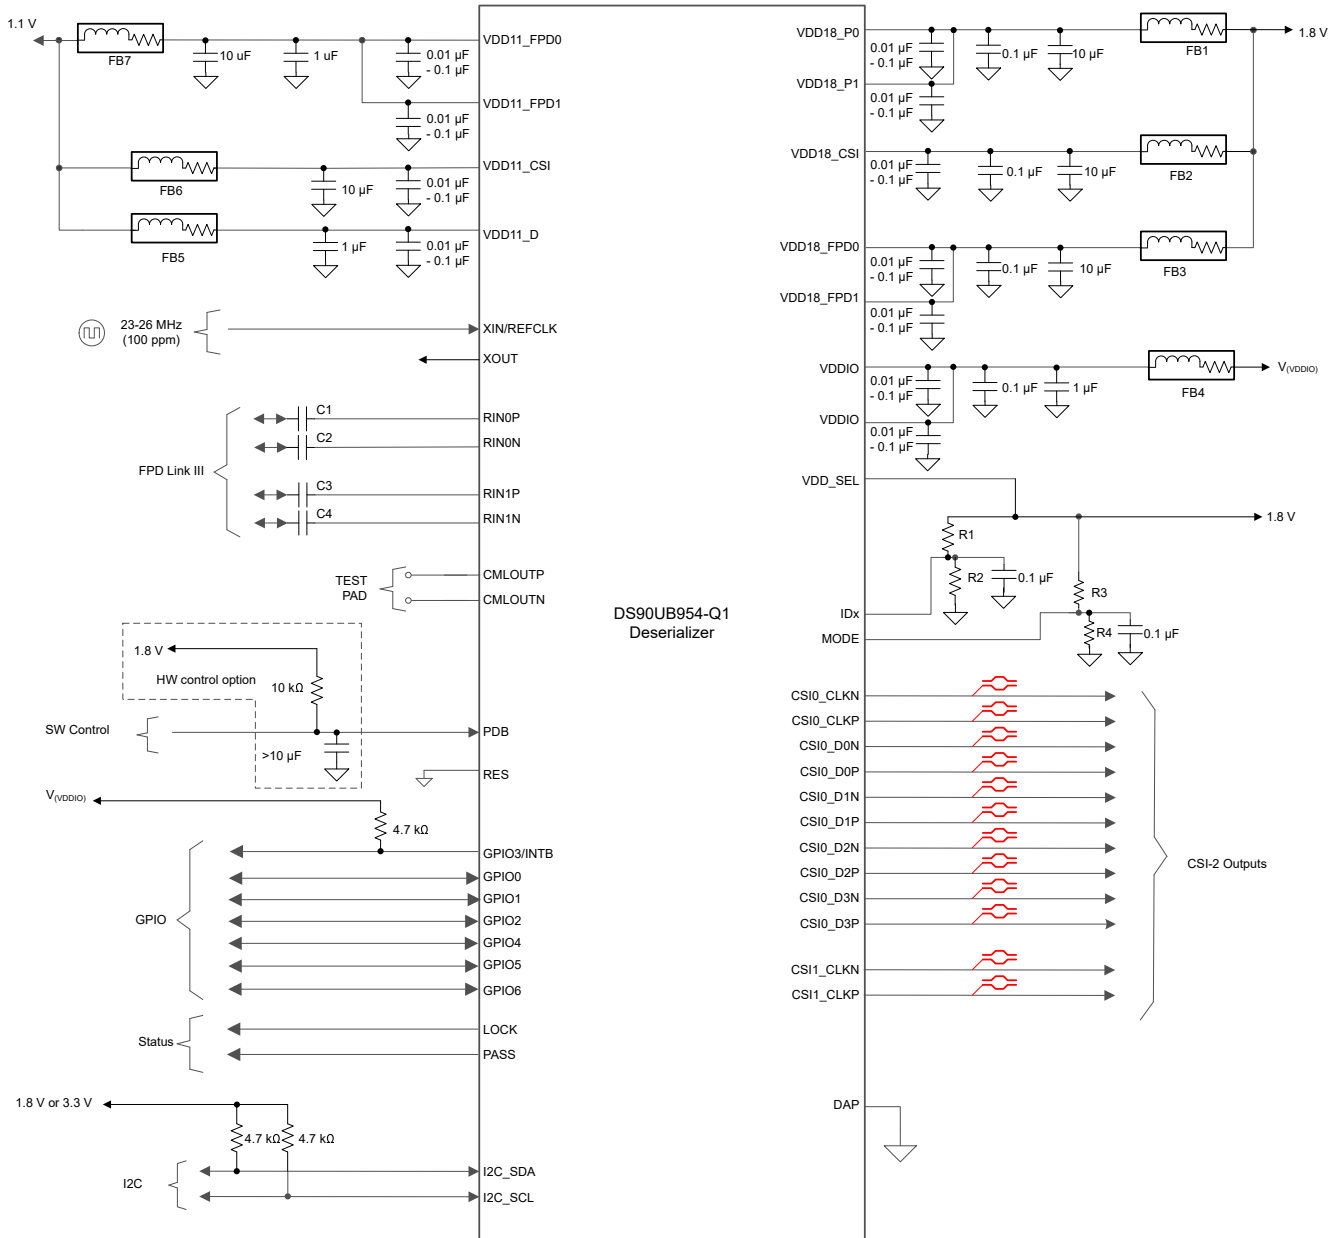 1.1 V
FB7
10 uF
1 uF
0.01 µF
- 0.1 µF
VDD11_FPD0
0.01 µF
- 0.1 µF
VDD11_FPD1
FB6
10 µF
0.01 µF
- 0.1 µF
VDD11_CSI
FB5
1 µF
0.01 µF
- 0.1 µF
VDD11_D
23-26 MHz
(100 ppm)
XIN/REFCLK
XOUT
FPD Link III
C1
RIN0P
C2
RIN0N
C3
RIN1P
C4
RIN1N
TEST
PAD
CMLOUTP
CMLOUTN
1.8 V
HW control option
10 kΩ
SW Control
>10 µF
PDB
RES
V(VDDIO)
4.7 kΩ
GPIO
GPIO3/INTB
GPIO0
GPIO1
GPIO2
GPIO4
GPIO5
GPIO6
Status
LOCK
PASS
1.8 V or 3.3 V
4.7 kΩ
4.7 kΩ
I2C
I2C_SDA
I2C_SCL
DS90UB954-Q1
Deserializer
VDD18_P0
0.01 µF
- 0.1 µF
0.1 µF
10 µF
FB1
1.8 V
VDD18_P1
0.01 µF
- 0.1 µF
VDD18_CSI
0.01 µF
- 0.1 µF
0.1 µF
10 µF
FB2
VDD18_FPD0
0.01 µF
- 0.1 µF
0.1 µF
10 µF
FB3
VDD18_FPD1
0.01 µF
- 0.1 µF
VDDIO
0.01 µF
- 0.1 µF
0.1 µF
1 µF
FB4
V(VDDIO)
VDDIO
0.01 µF
- 0.1 µF
VDD_SEL
1.8 V
R1
R2
0.1 µF
IDx
R3
MODE
R4
0.1 µF
CSI0_CLKN
CSI0_CLKP
CSI0_D0N
CSI0_D0P
CSI0_D1N
CSI0_D1P
CSI0_D2N
CSI0_D2P
CSI0_D3N
CSI0_D3P
CSI1_CLKN
CSI1_CLKP
CSI-2 Outputs
DAP